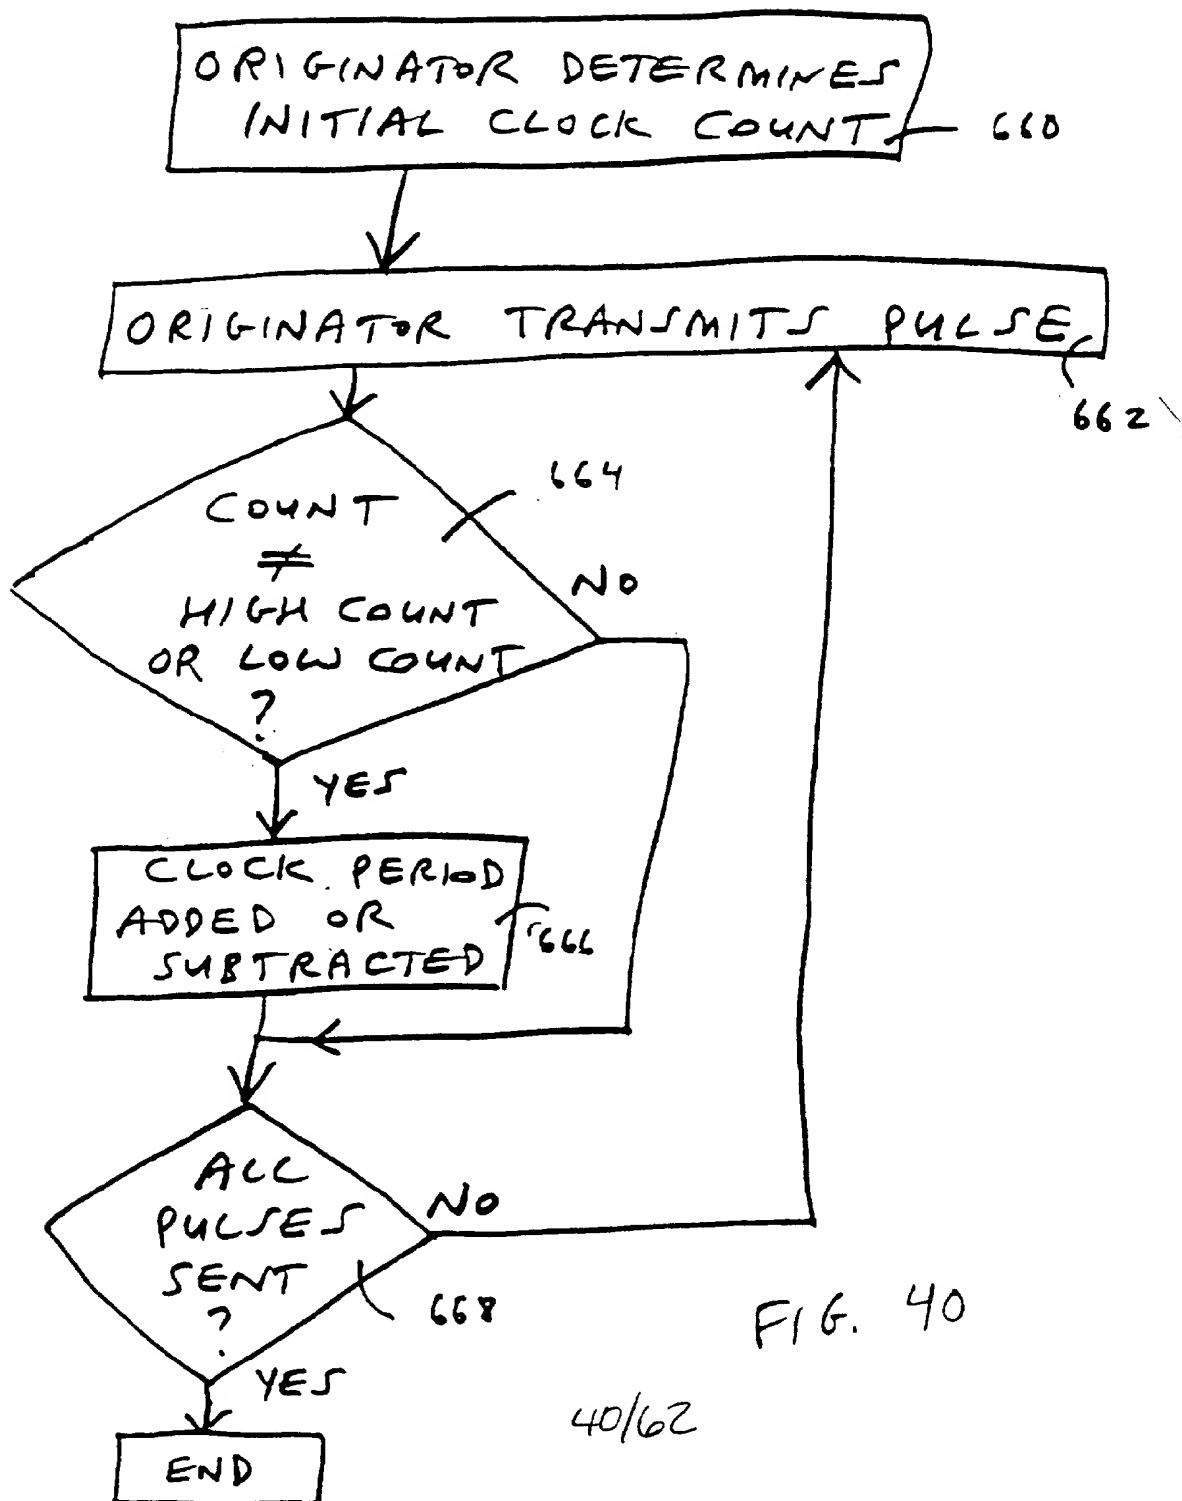 ORIGINATOR DETERMINES
INITIAL CLOCK COUNT
660
ORIGINATOR TRANSMITS PULSE
662
664
COUNT
≠
HIGH COUNT
OR LOW COUNT
?
NO
YES
CLOCK PERIOD
ADDED OR
SUBTRACTED
666
ALL
PULSES
SENT
?
NO
668
YES
END
FIG. 40
40/62